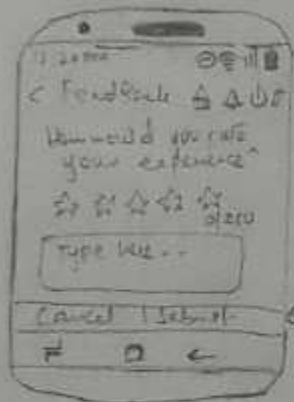 < Feedback
How would you rate
your experience
Type here...
Cancel | Submit